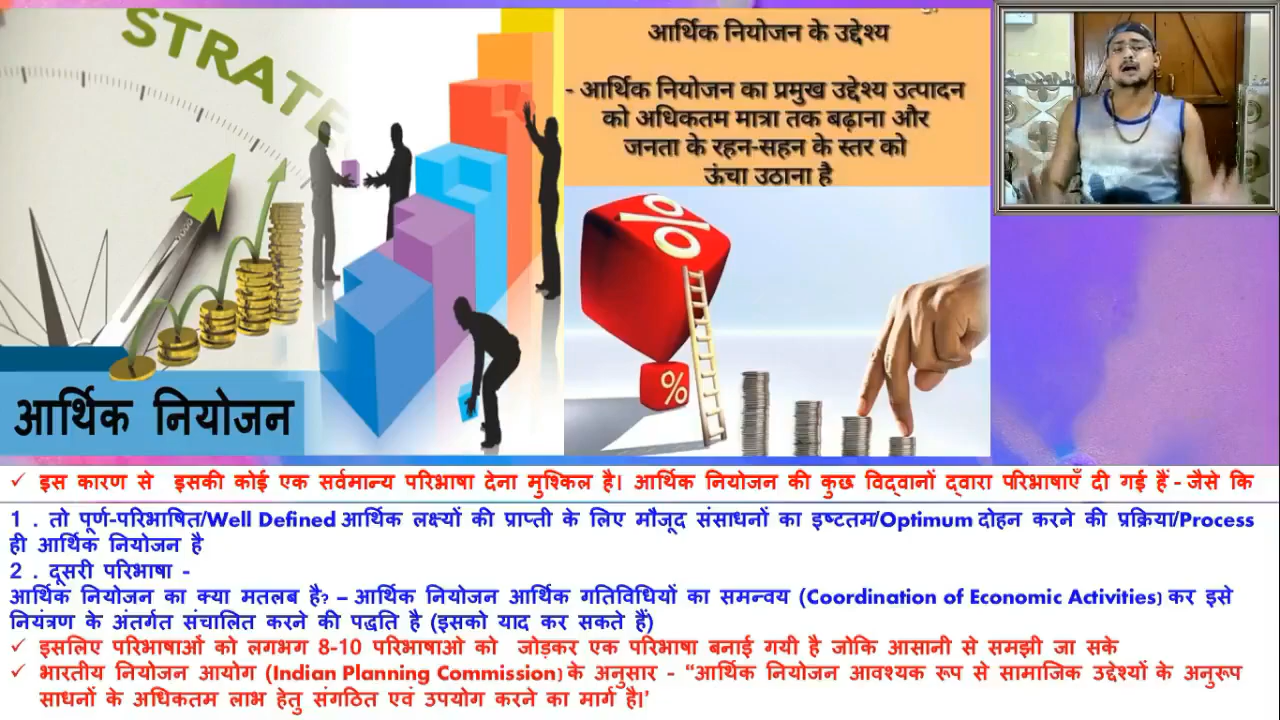 STRATE
आर्थिक नियोजन
आर्थिक नियोजन के उद्देश्य
- आर्थिक नियोजन का प्रमुख उद्देश्य उत्पादन
को अधिकतम मात्रा तक बढ़ाना और
जनता के रहन-सहन के स्तर को
ऊंचा उठाना है
%
%
✓ इस कारण से इसकी कोई एक सर्वमान्य परिभाषा देना मुश्किल है। आर्थिक नियोजन की कुछ विद्वानों द्वारा परिभाषाएँ दी गई हैं - जैसे कि
1 . तो पूर्ण-परिभाषित/Well Defined आर्थिक लक्ष्यों की प्राप्ती के लिए मौजूद संसाधनों का इष्टतम/Optimum दोहन करने की प्रक्रिया/Process
ही आर्थिक नियोजन है
2 . दूसरी परिभाषा -
आर्थिक नियोजन का क्या मतलब है? – आर्थिक नियोजन आर्थिक गतिविधियों का समन्वय (Coordination of Economic Activities) कर इसे
नियंत्रण के अंतर्गत संचालित करने की पद्धति है (इसको याद कर सकते हैं)
✓ इसलिए परिभाषाओं को लगभग 8-10 परिभाषाओ को जोड़कर एक परिभाषा बनाई गयी है जोकि आसानी से समझी जा सके
✓ भारतीय नियोजन आयोग (Indian Planning Commission) के अनुसार - “आर्थिक नियोजन आवश्यक रूप से सामाजिक उद्देश्यों के अनुरूप
साधनों के अधिकतम लाभ हेतु संगठित एवं उपयोग करने का मार्ग है।’